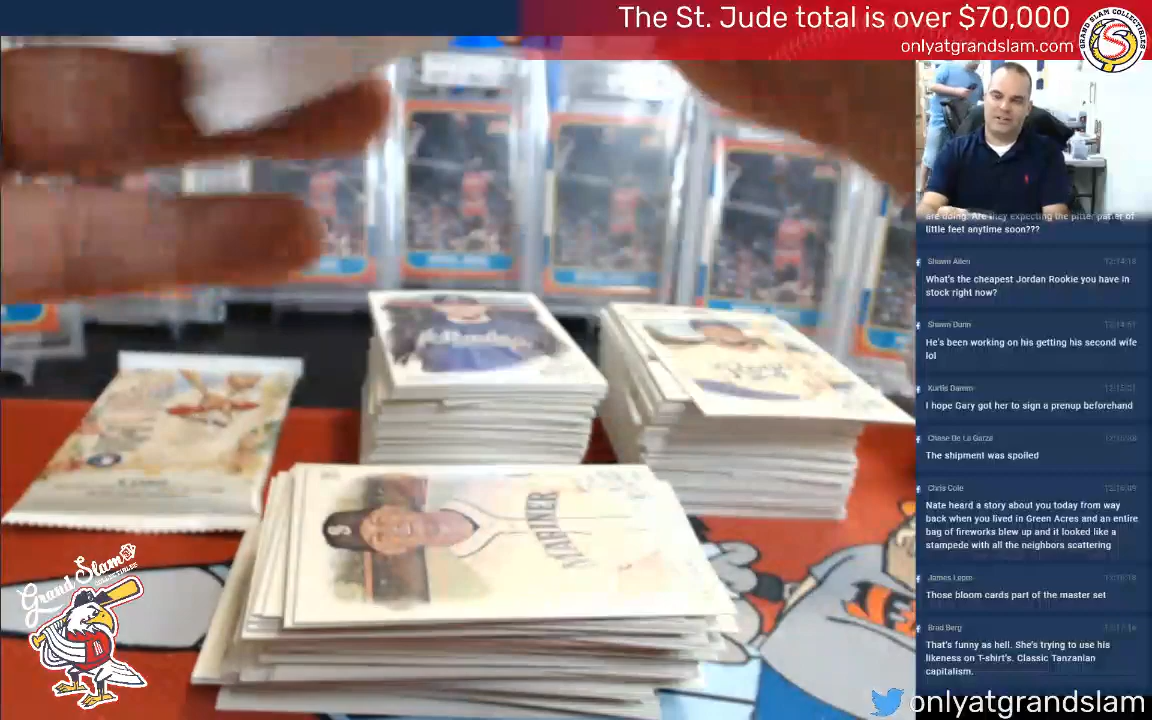 The St. Jude total is over $70,000
onlyatgrandslam.com
GRAND SLAM COLLECTIBLES
are doing. Are they expecting the pitter patter of
little feet anytime soon???
Shawn Allen
What's the cheapest Jordan Rookie you have in
stock right now?
Shawn Dunn
He's been working on his getting his second wife
lol
Kurtis Damm
I hope Gary got her to sign a prenup beforehand
Chase De La Garza
The shipment was spoiled
Chris Cole
Nate heard a story about you today from way
back when you lived in Green Acres and an entire
bag of fireworks blew up and it looked like a
stampede with all the neighbors scattering
James Leper
Those bloom cards part of the master set
Brad Berg
That's funny as hell. She's trying to use his
likeness on T-shirt's. Classic Tanzanian
capitalism.
onlyatgrandslam
Grand Slam
COLLECTIBLES
MARINER